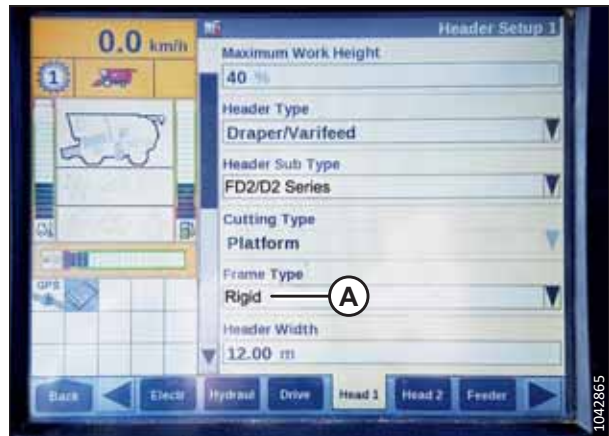 0.0 km/h
Header Setup 1
Maximum Work Height
40 %
1
Header Type
Draper/Varifeed
Header Sub Type
FD2/D2 Series
Cutting Type
Platform
Frame Type
Rigid
A
GPS
Header Width
12.00 m
Back
Electr
Hydraul
Drive
Head 1
Head 2
Feeder
1042865